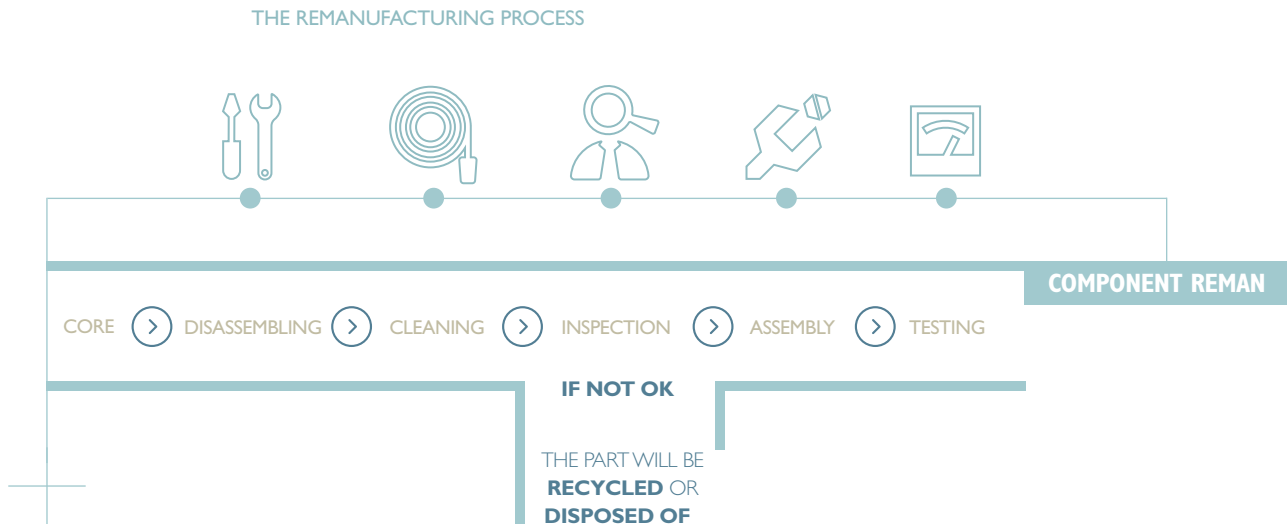 THE REMANUFACTURING PROCESS
COMPONENT REMAN
CORE DISASSEMBLING CLEANING INSPECTION ASSEMBLY TESTING
IF NOT OK
THE PART WILL BE
RECYCLED OR
DISPOSED OF